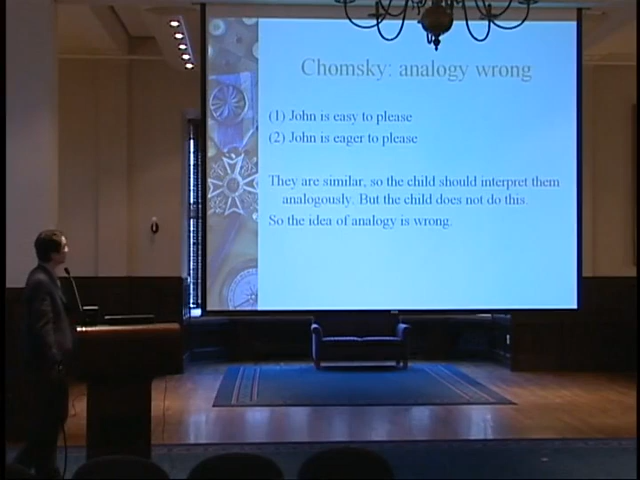 Chomsky: analogy wrong
(1) John is easy to please
(2) John is eager to please
They are similar, so the child should interpret them
analogously. But the child does not do this.
So the idea of analogy is wrong.